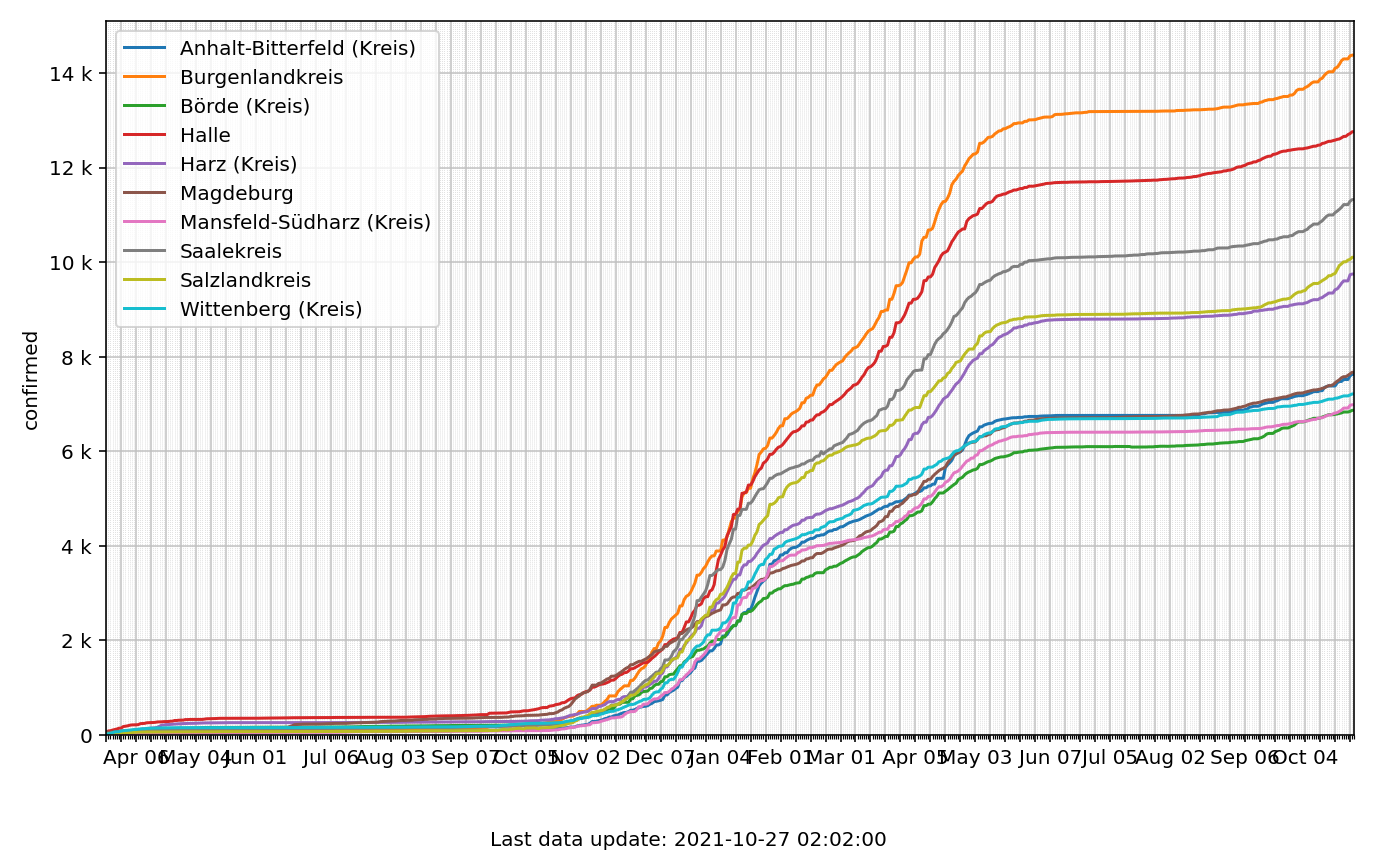 14 k
12 k
10 k
8 k
6 k
4 k
2 k
0
confirmed
Anhalt-Bitterfeld (Kreis)
Burgenlandkreis
Börde (Kreis)
Halle
Harz (Kreis)
Magdeburg
Mansfeld-Südharz (Kreis)
Saalekreis
Salzlandkreis
Wittenberg (Kreis)
Apr 06 May 04 Jun 01 Jul 06 Aug 03 Sep 07 Oct 05 Nov 02 Dec 07 Jan 04 Feb 01 Mar 01 Apr 05 May 03 Jun 07 Jul 05 Aug 02 Sep 06 Oct 04
Last data update: 2021-10-27 02:02:00